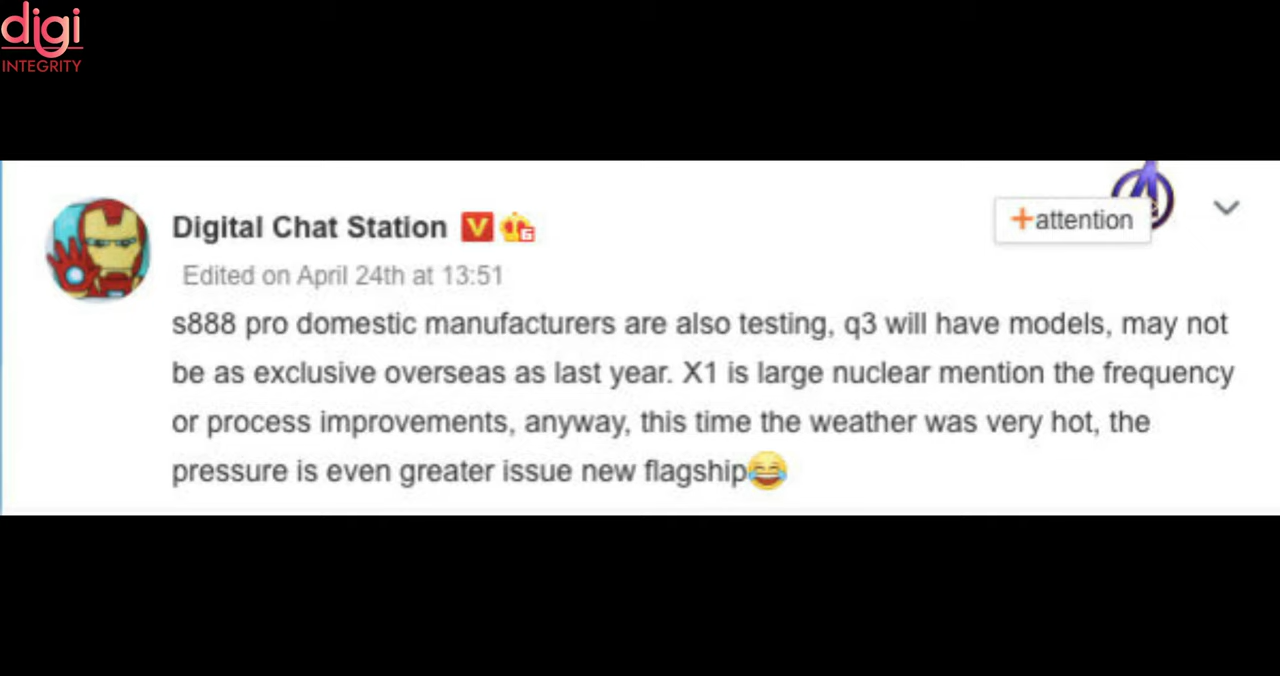 digi
INTEGRITY
Digital Chat Station
+attention
Edited on April 24th at 13:51
s888 pro domestic manufacturers are also testing, q3 will have models, may not
be as exclusive overseas as last year. X1 is large nuclear mention the frequency
or process improvements, anyway, this time the weather was very hot, the
pressure is even greater issue new flagship😂